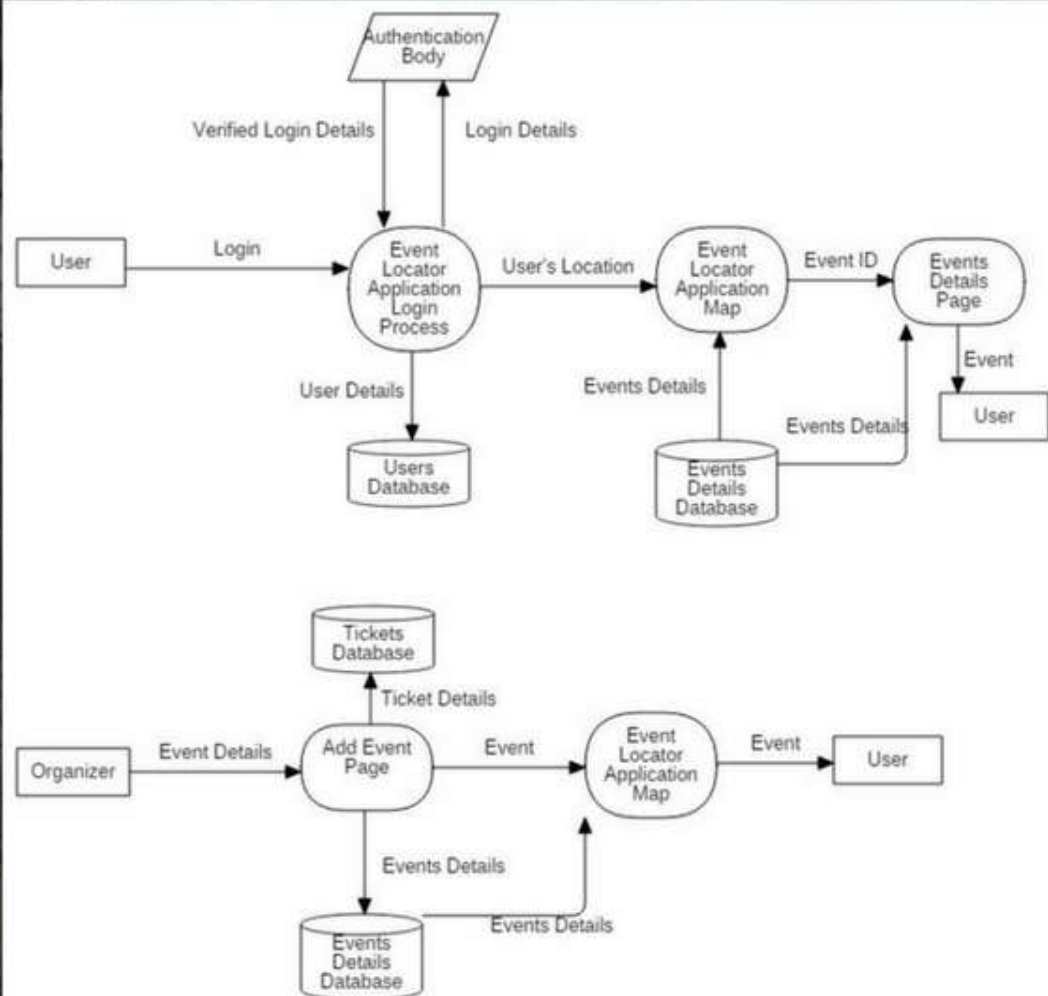 Authentication
Body
Verified Login Details
Login Details
User
Login
Event
Locator
Application
Login
Process
User's Location
Event
Locator
Application
Map
Event ID
Events
Details
Page
User Details
Events Details
Event
Events Details
User
Users
Database
Events
Details
Database
Tickets
Database
Ticket Details
Organizer
Event Details
Add Event
Page
Event
Event
Locator
Application
Map
Event
User
Events Details
Events Details
Events
Details
Database